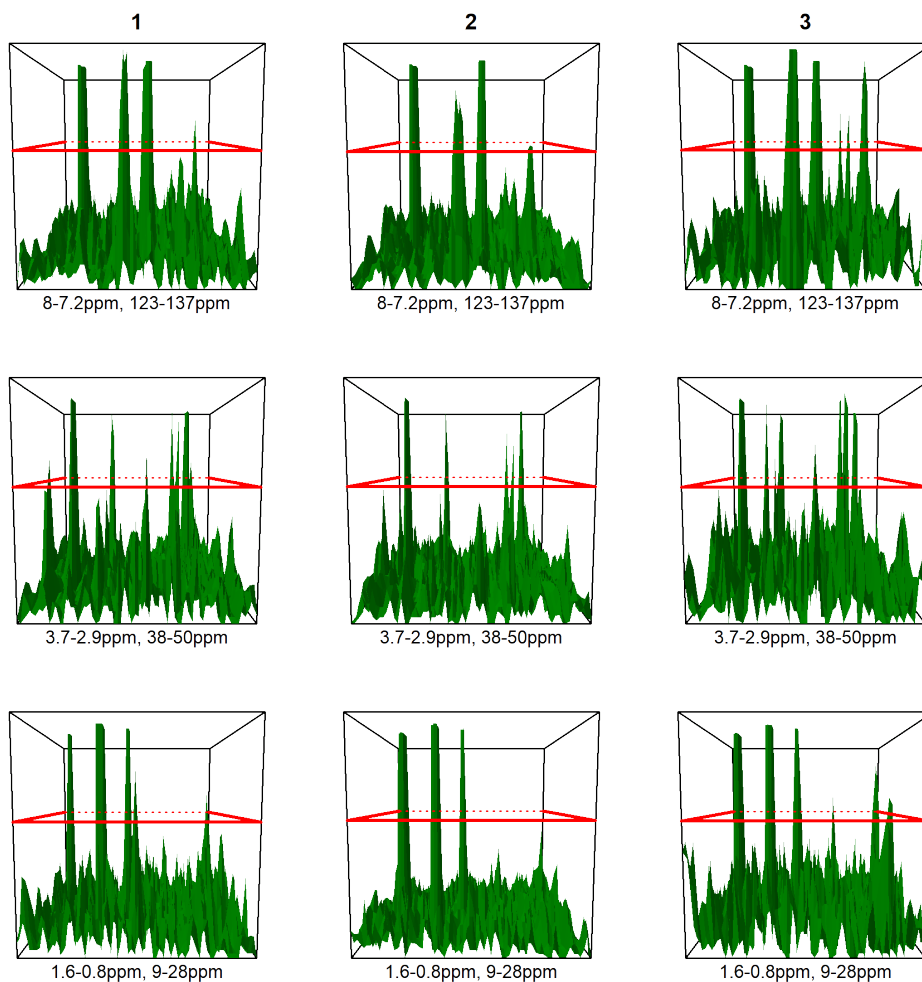 1
2
3
8-7.2ppm, 123-137ppm
8-7.2ppm, 123-137ppm
8-7.2ppm, 123-137ppm
3.7-2.9ppm, 38-50ppm
3.7-2.9ppm, 38-50ppm
3.7-2.9ppm, 38-50ppm
1.6-0.8ppm, 9-28ppm
1.6-0.8ppm, 9-28ppm
1.6-0.8ppm, 9-28ppm